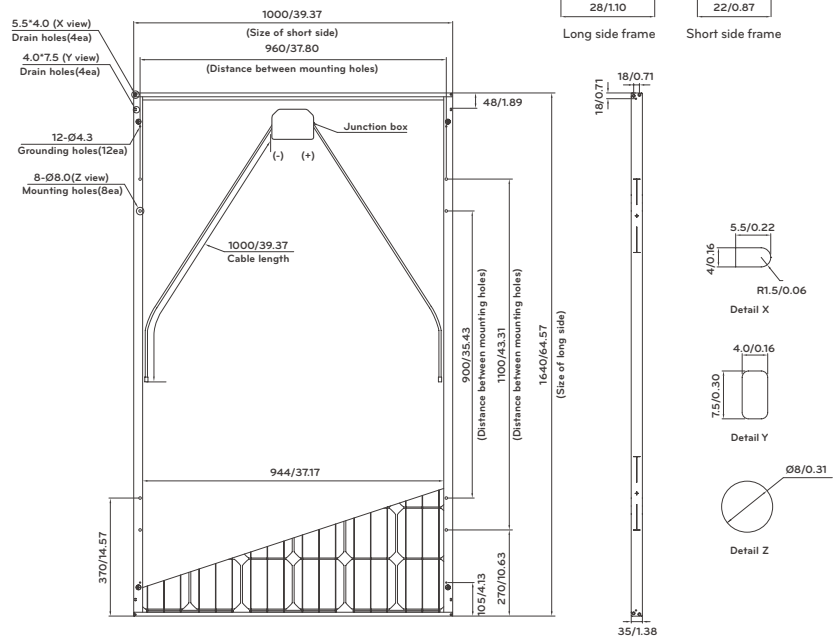 28/1.10
22/0.87
Long side frame
Short side frame
1000/39.37
(Size of short side)
960/37.80
(Distance between mounting holes)
5.5*4.0 (X view)
Drain holes(4ea)
4.0*7.5 (Y view)
Drain holes(4ea)
12-Ø4.3
Grounding holes(12ea)
8-Ø8.0(Z view)
Mounting holes(8ea)
48/1.89
Junction box
(-)
(+)
1000/39.37
Cable length
900/35.43
(Distance between mounting holes)
1100/43.31
(Distance between mounting holes)
1640/64.57
(Size of long side)
944/37.17
370/14.57
105/4.13
270/10.63
18/0.71
18/0.71
35/1.38
5.5/0.22
4/0.16
R1.5/0.06
Detail X
4.0/0.16
7.5/0.30
Detail Y
Ø8/0.31
Detail Z